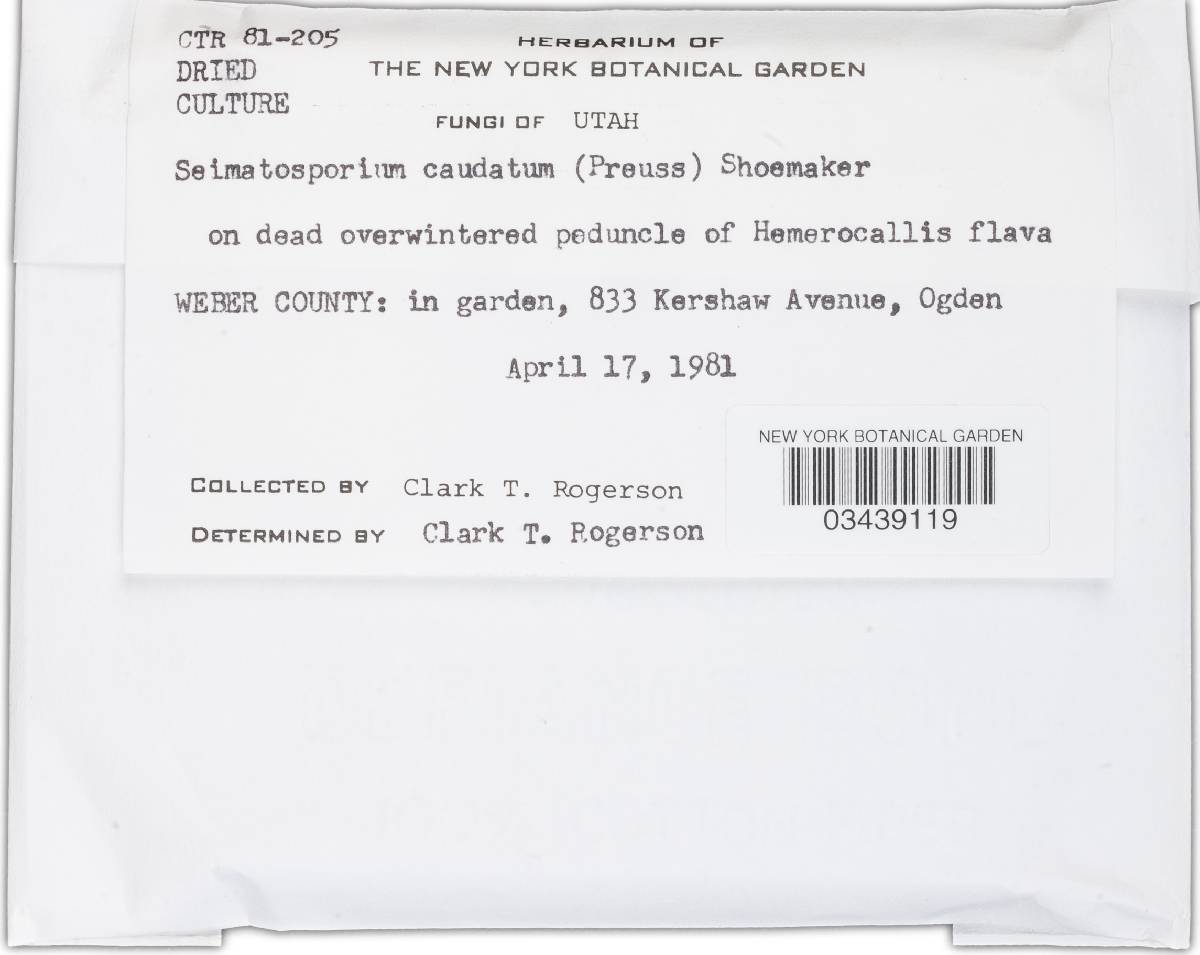 CTR 81-205
DRIED
CULTURE
HERBARIUM OF
THE NEW YORK BOTANICAL GARDEN
FUNGI OF UTAH
Seimatosporium caudatum (Preuss) Shoemaker
on dead overwintered peduncle of Hemerocallis flava
WEBER COUNTY: in garden, 833 Kershaw Avenue, Ogden
April 17, 1981
COLLECTED BY Clark T. Rogerson
DETERMINED BY Clark T. Rogerson
NEW YORK BOTANICAL GARDEN
03439119